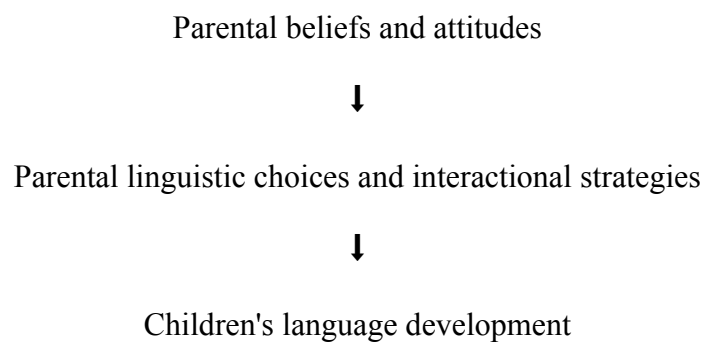 Parental beliefs and attitudes
Parental linguistic choices and interactional strategies
Children's language development